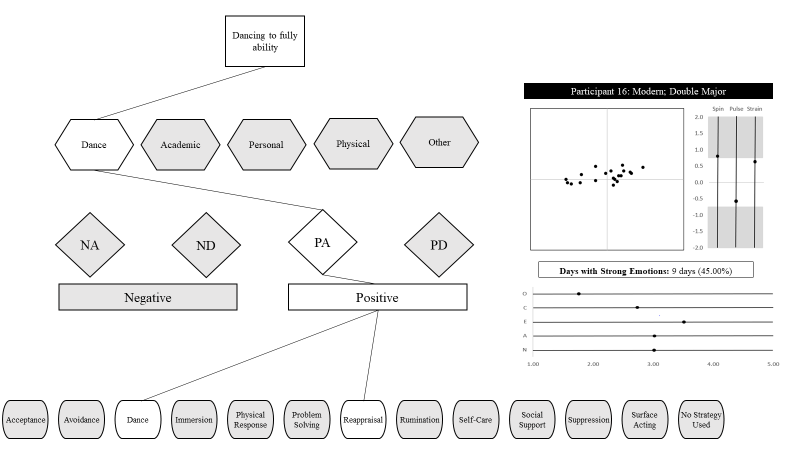 Dancing to fully
ability
Participant 16: Modern; Double Major
Spin Pulse Strain
2.0
1.5
1.0
0.5
0.0
-0.5
-1.0
-1.5
-2.0
Dance
Academic
Personal
Physical
Other
NA
ND
PA
PD
Negative
Positive
Days with Strong Emotions: 9 days (45.00%)
O
C
E
A
N
1.00 2.00 3.00 4.00 5.00
Acceptance
Avoidance
Dance
Immersion
Physical
Response
Problem
Solving
Reappraisal
Rumination
Self-Care
Social
Support
Suppression
Surface
Acting
No Strategy
Used